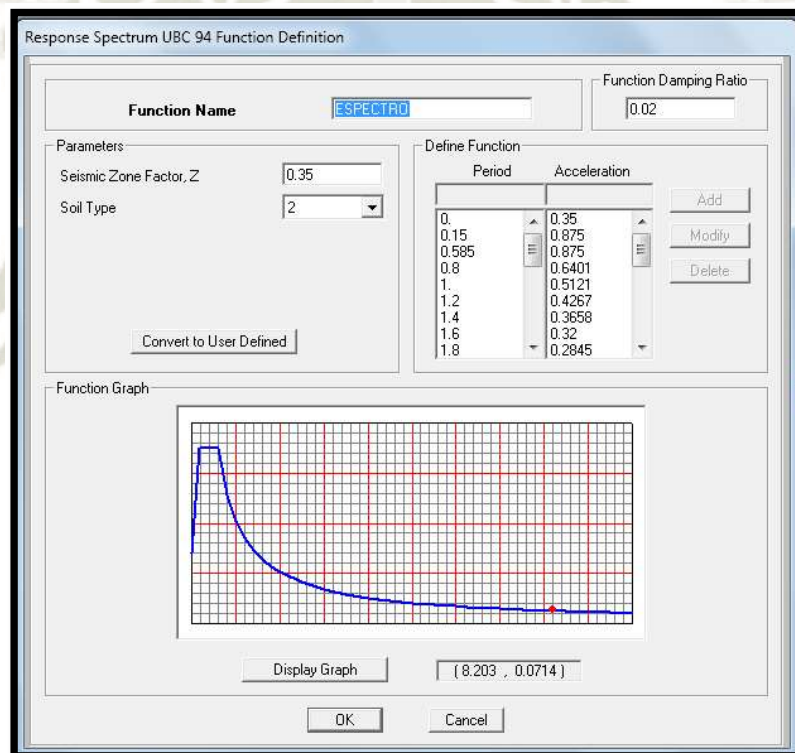 Response Spectrum UBC 94 Function Definition
Function Name
ESPECTRO
Function Damping Ratio
0.02
Parameters
Seismic Zone Factor, Z
0.35
Soil Type
2
Convert to User Defined
Define Function
Period Acceleration
0. 0.35
0.15 0.875
0.585 0.875
0.8 0.6401
1. 0.5121
1.2 0.4267
1.4 0.3658
1.6 0.32
1.8 0.2845
Add
Modify
Delete
Function Graph
Display Graph
(8.203 , 0.0714)
OK
Cancel